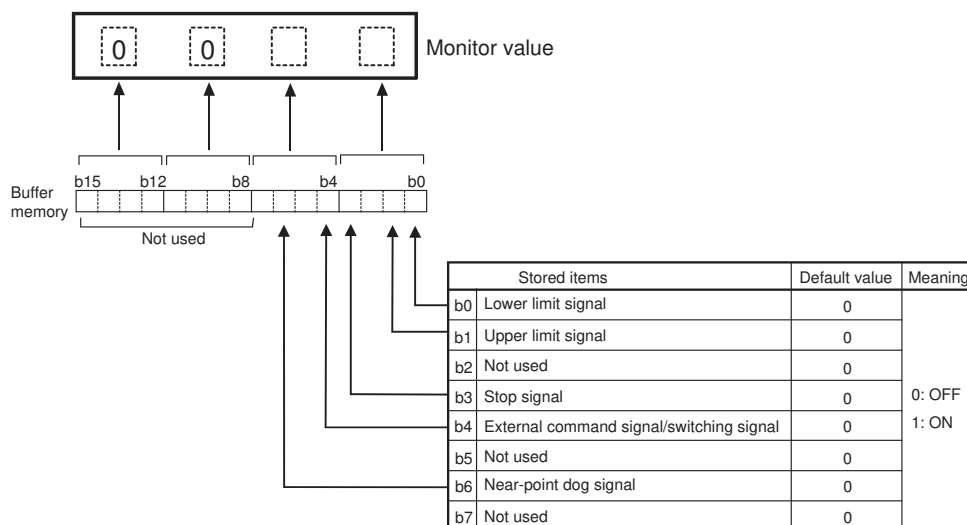 0 0 Monitor value
b15 b12 b8 b4 b0
Buffer
memory
Not used
Stored items Default value Meaning
b0 Lower limit signal 0
b1 Upper limit signal 0
b2 Not used 0
b3 Stop signal 0 0: OFF
b4 External command signal/switching signal 0 1: ON
b5 Not used 0
b6 Near-point dog signal 0
b7 Not used 0